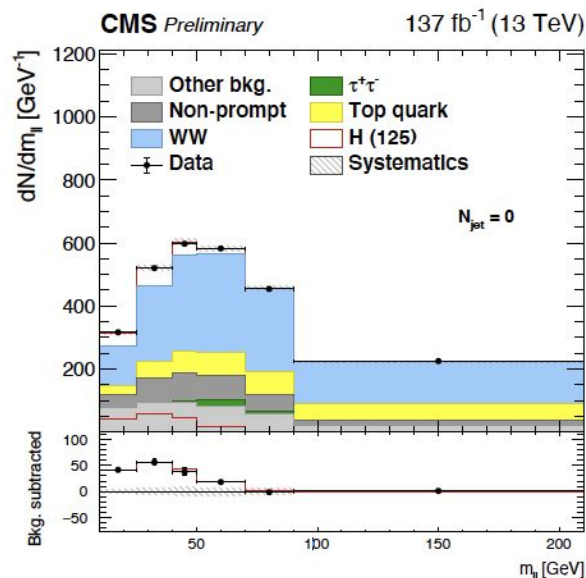 CMS Preliminary 137 fb⁻¹ (13 TeV)
dN/dm_ll [GeV⁻¹]
1200
1000
800
600
400
200
Other bkg. τ⁺τ⁻
Non-prompt Top quark
WW H (125)
Data Systematics
N_jet = 0
Bkg. subtracted
100
50
0
−50
50 100 150 200
m_ll [GeV]